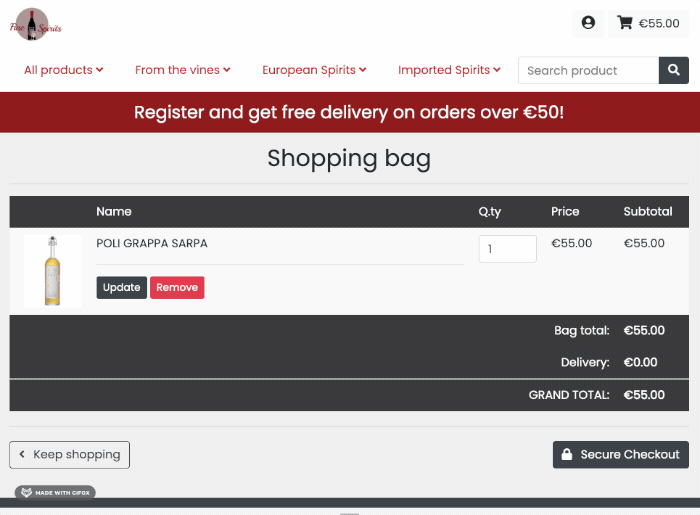 Fine Spirits
€55.00
All products
From the vines
European Spirits
Imported Spirits
Search product
Register and get free delivery on orders over €50!
Shopping bag
Name Q.ty Price Subtotal
POLI GRAPPA SARPA 1 €55.00 €55.00
Update Remove
Bag total: €55.00
Delivery: €0.00
GRAND TOTAL: €55.00
Keep shopping
Secure Checkout
MADE WITH GIFOX